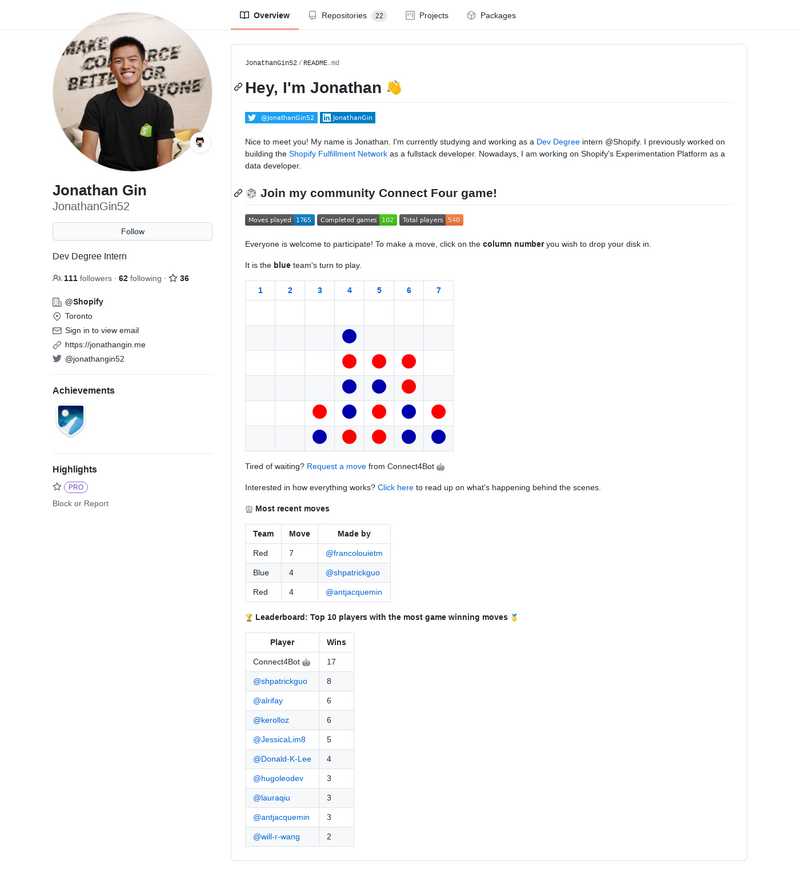 Overview
Repositories 22
Projects
Packages
MAKE
COMMERCE
BETTER FOR
EVERYONE
Jonathan Gin
JonathanGin52
Follow
Dev Degree Intern
111 followers · 62 following · 36
@Shopify
Toronto
Sign in to view email
https://jonathangin.me
@jonathangin52
Achievements
Highlights
PRO
Block or Report
JonathanGin52 / README.md
Hey, I'm Jonathan 👋
@JonathanGin52 JonathanGin
Nice to meet you! My name is Jonathan. I'm currently studying and working as a Dev Degree intern @Shopify. I previously worked on
building the Shopify Fulfillment Network as a fullstack developer. Nowadays, I am working on Shopify's Experimentation Platform as a
data developer.
Join my community Connect Four game!
Moves played 1765 Completed games 102 Total players 540
Everyone is welcome to participate! To make a move, click on the column number you wish to drop your disk in.
It is the blue team's turn to play.
1 2 3 4 5 6 7
Tired of waiting? Request a move from Connect4Bot 🤖
Interested in how everything works? Click here to read up on what's happening behind the scenes.
Most recent moves
Team Move Made by
Red 7 @francolouietm
Blue 4 @shpatrickguo
Red 4 @antjacquemin
🏆 Leaderboard: Top 10 players with the most game winning moves 🏅
Player Wins
Connect4Bot 🤖 17
@shpatrickguo 8
@alrifay 6
@kerolloz 6
@JessicaLim8 5
@Donald-K-Lee 4
@hugoleodev 3
@lauraqiu 3
@antjacquemin 3
@will-r-wang 2